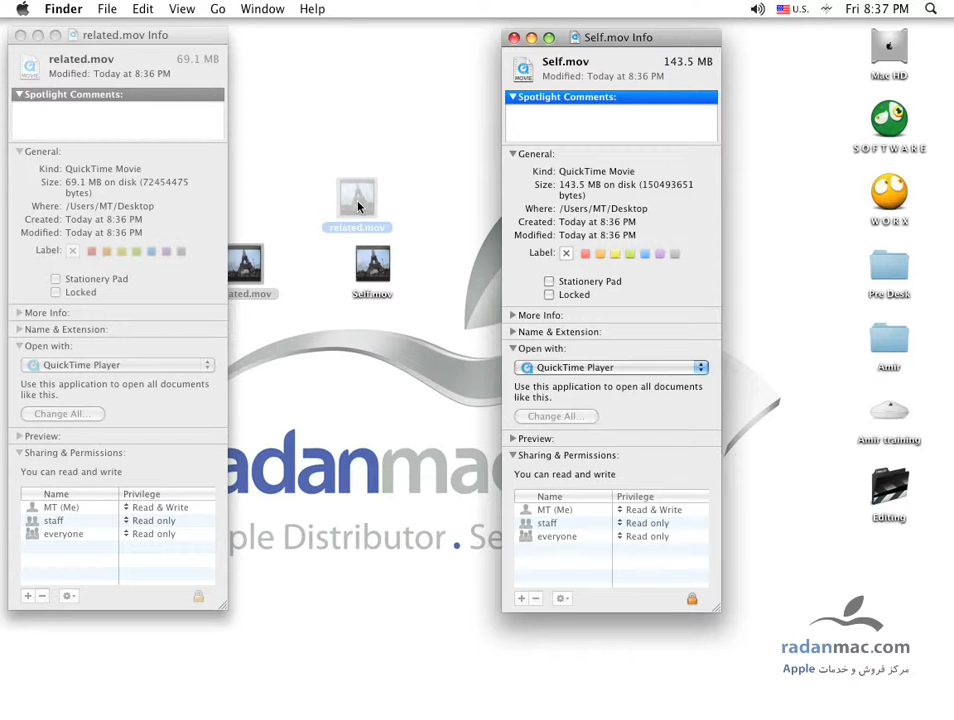 Finder File Edit View Go Window Help U.S. Fri 8:37 PM
related.mov Info
related.mov 69.1 MB
Modified: Today at 8:36 PM
Spotlight Comments:
General:
Kind: QuickTime Movie
Size: 69.1 MB on disk (72454475
bytes)
Where: /Users/MT/Desktop
Created: Today at 8:36 PM
Modified: Today at 8:36 PM
Label:
Stationery Pad
Locked
More Info:
Name & Extension:
Open with:
QuickTime Player
Use this application to open all documents
like this.
Change All...
Preview:
Sharing & Permissions:
You can read and write
Name Privilege
MT (Me) Read & Write
staff Read only
everyone Read only
related.mov
ated.mov
Self.mov
Self.mov Info
Self.mov 143.5 MB
Modified: Today at 8:36 PM
Spotlight Comments:
General:
Kind: QuickTime Movie
Size: 143.5 MB on disk (150493651
bytes)
Where: /Users/MT/Desktop
Created: Today at 8:36 PM
Modified: Today at 8:36 PM
Label:
Stationery Pad
Locked
More Info:
Name & Extension:
Open with:
QuickTime Player
Use this application to open all documents
like this.
Change All...
Preview:
Sharing & Permissions:
You can read and write
Name Privilege
MT (Me) Read & Write
staff Read only
everyone Read only
adanmac
ple Distributor . Se
Mac HD
SOFTWARE
WORX
Pre Desk
Amir
Amir training
Editing
radanmac.com
مرکز فروش و خدمات Apple